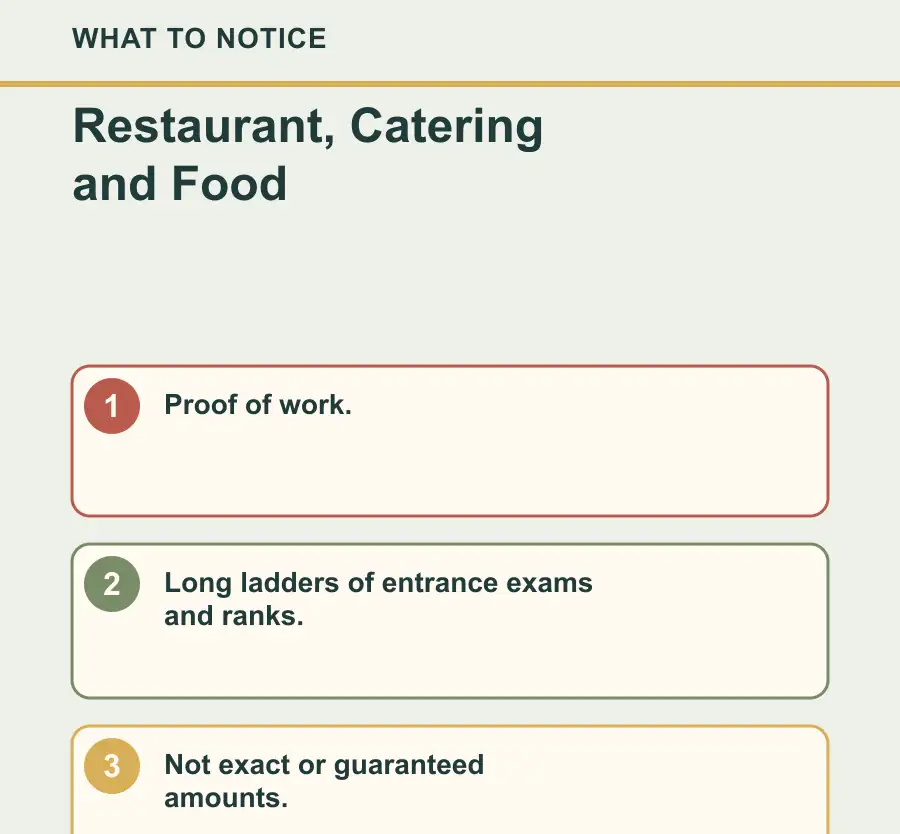 WHAT TO NOTICE
Restaurant, Catering
and Food
1
Proof of work.
2
Long ladders of entrance exams
and ranks.
3
Not exact or guaranteed
amounts.